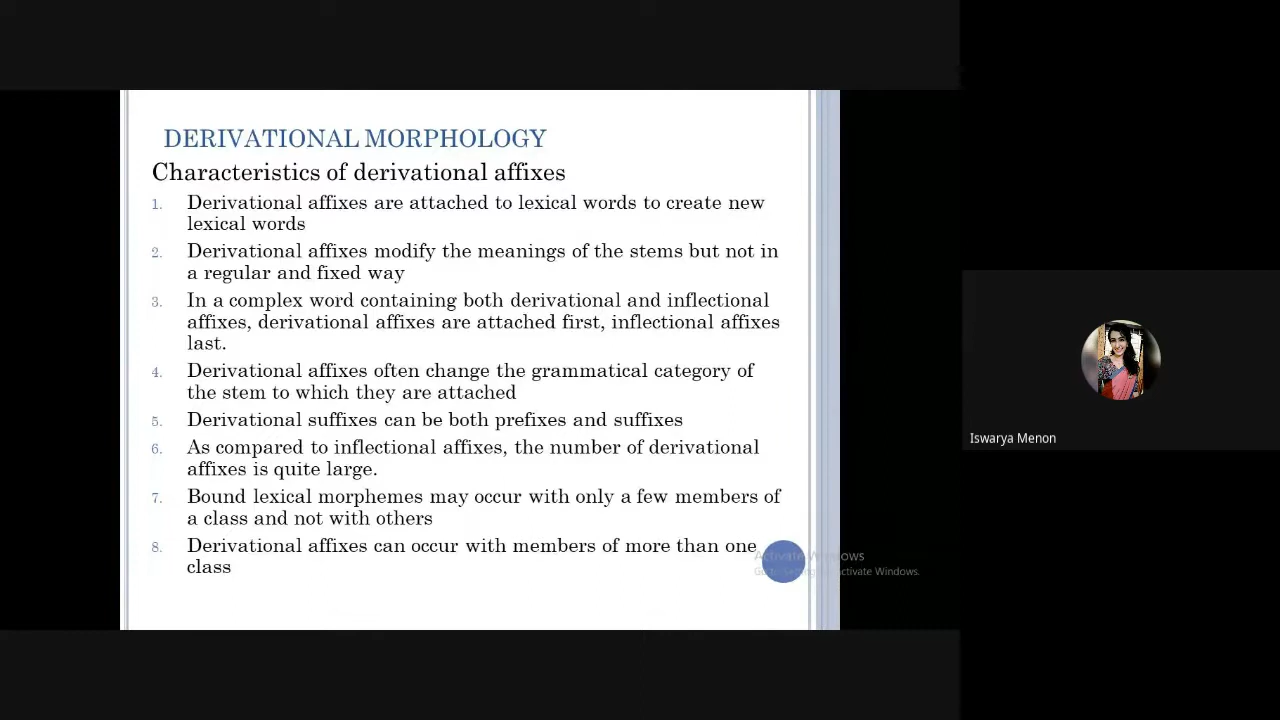 DERIVATIONAL MORPHOLOGY
Characteristics of derivational affixes
1. Derivational affixes are attached to lexical words to create new
lexical words
2. Derivational affixes modify the meanings of the stems but not in
a regular and fixed way
3. In a complex word containing both derivational and inflectional
affixes, derivational affixes are attached first, inflectional affixes
last.
4. Derivational affixes often change the grammatical category of
the stem to which they are attached
5. Derivational suffixes can be both prefixes and suffixes
6. As compared to inflectional affixes, the number of derivational
affixes is quite large.
7. Bound lexical morphemes may occur with only a few members of
a class and not with others
8. Derivational affixes can occur with members of more than one
class
Activate Windows
Go to Settings to activate Windows.
Iswarya Menon